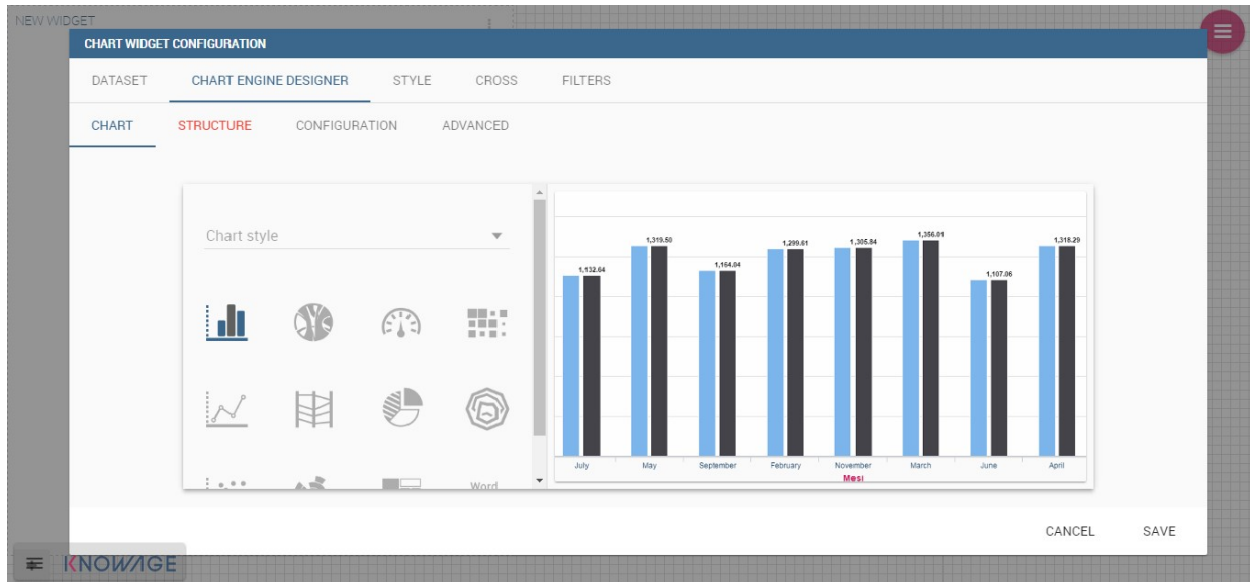 NEW WIDGET
CHART WIDGET CONFIGURATION
DATASET CHART ENGINE DESIGNER STYLE CROSS FILTERS
CHART STRUCTURE CONFIGURATION ADVANCED
Chart style
Word
1,132.64 1,319.50 1,164.04 1,299.61 1,305.84 1,356.01 1,107.06 1,318.29
July May September February November March June April
Mesi
CANCEL SAVE
KNOWAGE